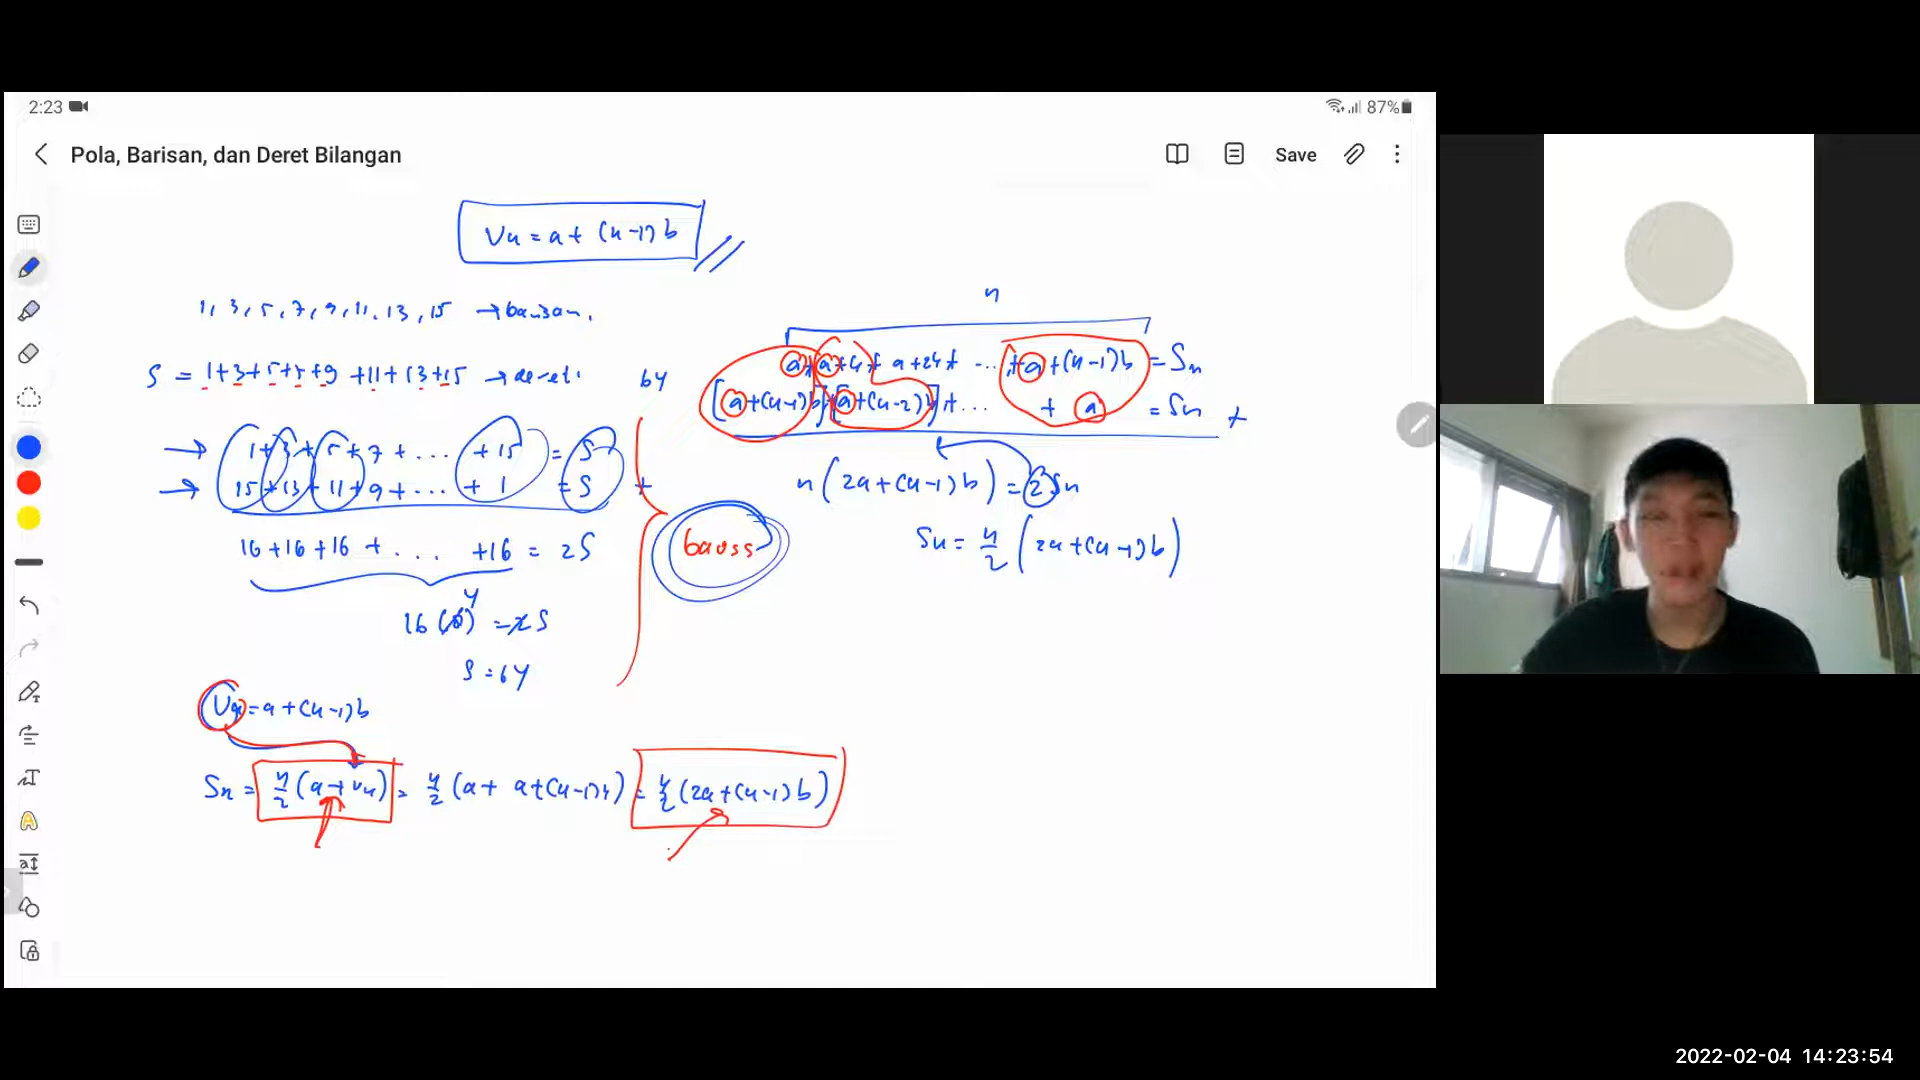 2:23
87%
Pola, Barisan, dan Deret Bilangan
Save
Un = a + (n-1) b
1, 3, 5, 7, 9, 11, 13, 15 → barisan.
S = 1+3+5+7+9 +11+13+15 → deret.
64
→ 1+3+5+7+ ... +15 = S
→ 15+13+11+9+ ... + 1 = S +
16+16+16 + ... +16 = 2S
16 (8) = 2S
4
S = 64
Gauss
n
a + a+b + a+2b + ... + a+(n-1)b = Sn
[a+(n-1)b]+[a+(n-2)b]+ ... + a = Sn +
n(2a+(n-1)b) = 2Sn
Sn = n/2 (2a+(n-1)b)
Un = a+(n-1)b
Sn = n/2 (a+Un) = n/2 (a + a+(n-1)b) = n/2 (2a+(n-1)b)
2022-02-04 14:23:54